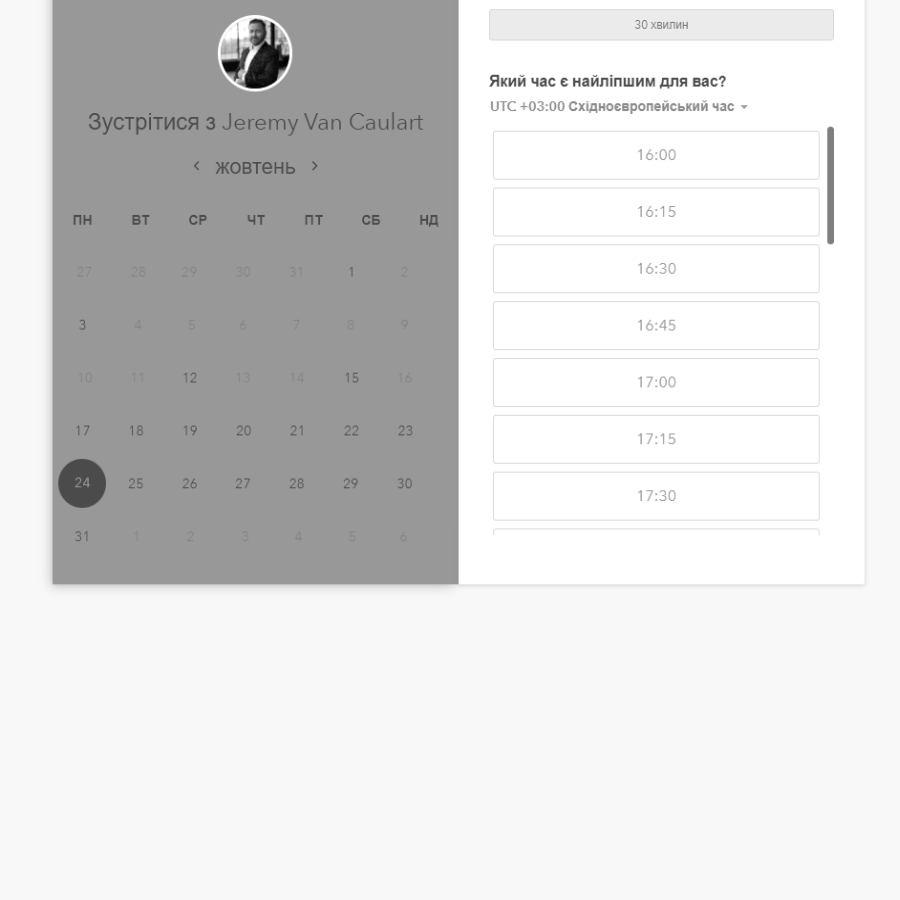 Зустрітися з Jeremy Van Caulart
жовтень
ПН ВТ СР ЧТ ПТ СБ НД
27 28 29 30 31 1 2
3 4 5 6 7 8 9
10 11 12 13 14 15 16
17 18 19 20 21 22 23
24 25 26 27 28 29 30
31 1 2 3 4 5 6
30 хвилин
Який час є найліпшим для вас?
UTC +03:00 Східноєвропейський час
16:00
16:15
16:30
16:45
17:00
17:15
17:30